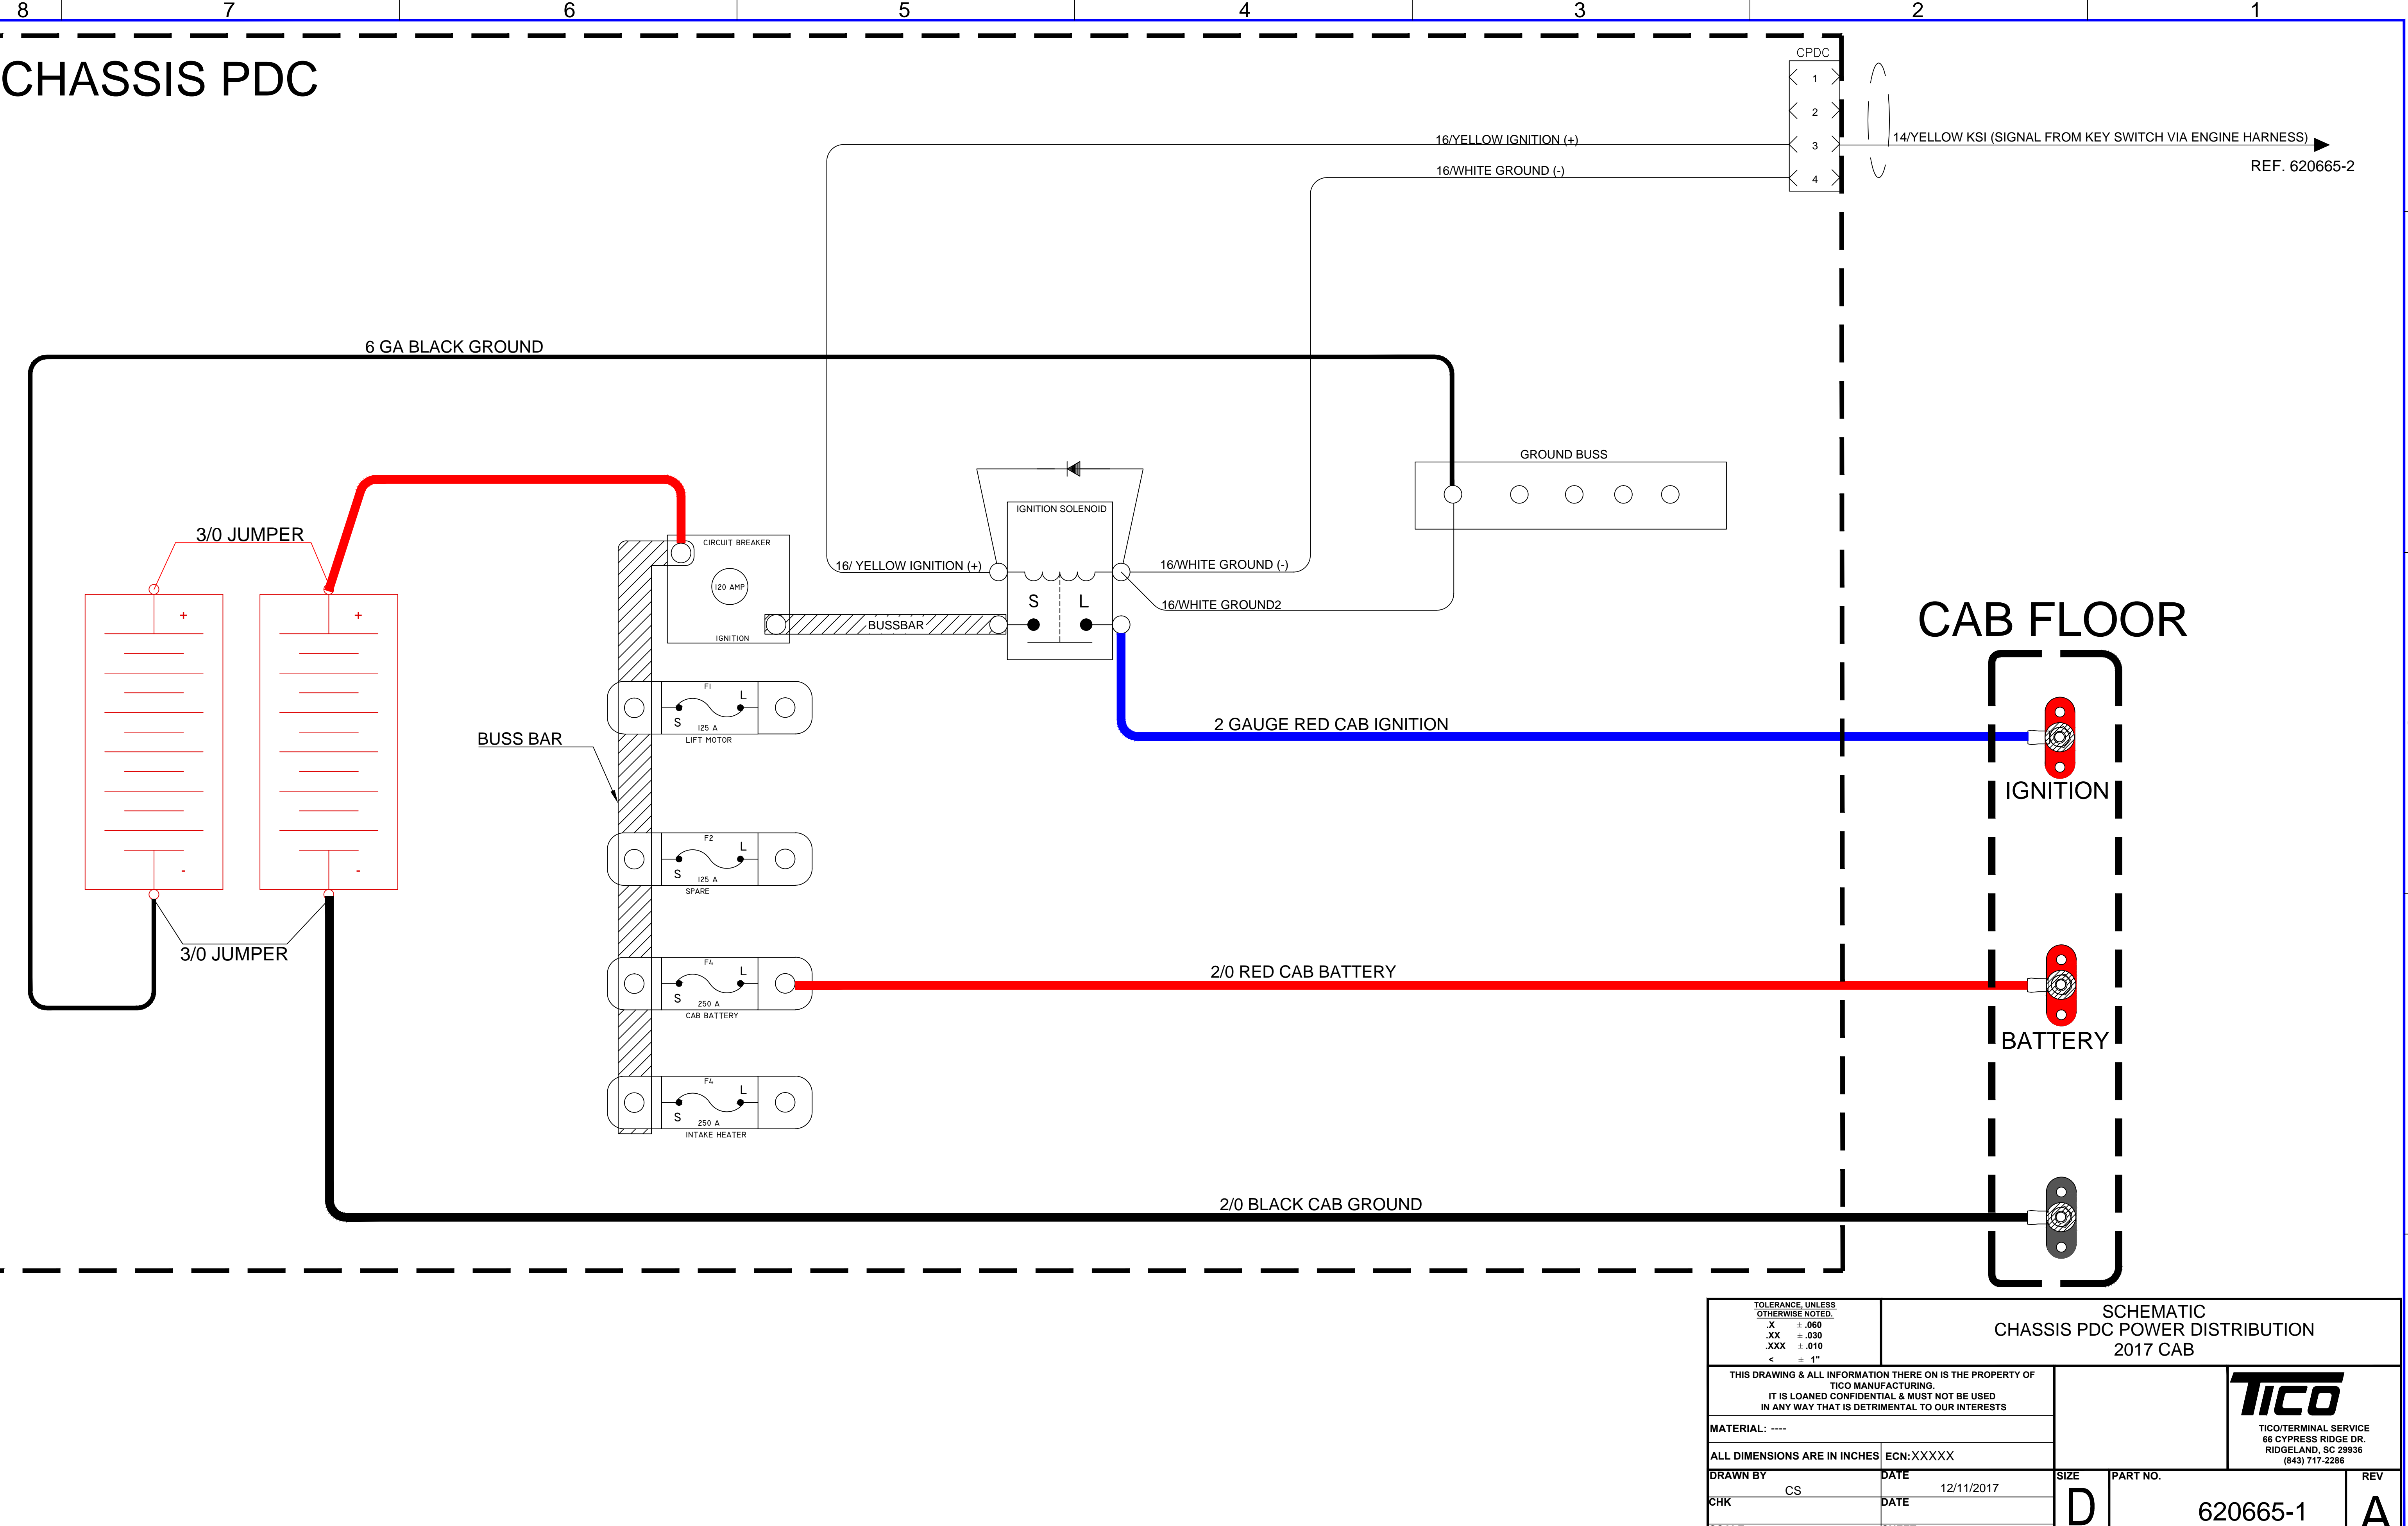 8 7 6 5 4 3 2 1
CHASSIS PDC
CPDC
1
2
3
4
16/YELLOW IGNITION (+)
14/YELLOW KSI (SIGNAL FROM KEY SWITCH VIA ENGINE HARNESS)
REF. 620665-2
16/WHITE GROUND (-)
6 GA BLACK GROUND
GROUND BUSS
IGNITION SOLENOID
3/0 JUMPER
CIRCUIT BREAKER
120 AMP
IGNITION
16/ YELLOW IGNITION (+)
16/WHITE GROUND (-)
S L
16/WHITE GROUND2
BUSSBAR
+
+
-
-
3/0 JUMPER
BUSS BAR
F1
S L
125 A
LIFT MOTOR
F2
S L
125 A
SPARE
F4
S L
250 A
CAB BATTERY
F4
S L
250 A
INTAKE HEATER
2 GAUGE RED CAB IGNITION
2/0 RED CAB BATTERY
2/0 BLACK CAB GROUND
CAB FLOOR
IGNITION
BATTERY
TOLERANCE, UNLESS
OTHERWISE NOTED.
.X ± .060
.XX ± .030
.XXX ± .010
< ± 1"
SCHEMATIC
CHASSIS PDC POWER DISTRIBUTION
2017 CAB
THIS DRAWING & ALL INFORMATION THERE ON IS THE PROPERTY OF
TICO MANUFACTURING.
IT IS LOANED CONFIDENTIAL & MUST NOT BE USED
IN ANY WAY THAT IS DETRIMENTAL TO OUR INTERESTS
TICO
TICO/TERMINAL SERVICE
66 CYPRESS RIDGE DR.
RIDGELAND, SC 29936
(843) 717-2286
MATERIAL: ----
ALL DIMENSIONS ARE IN INCHES
ECN:XXXXX
DRAWN BY
CS
DATE
12/11/2017
CHK
DATE
SIZE
D
PART NO.
620665-1
REV
A